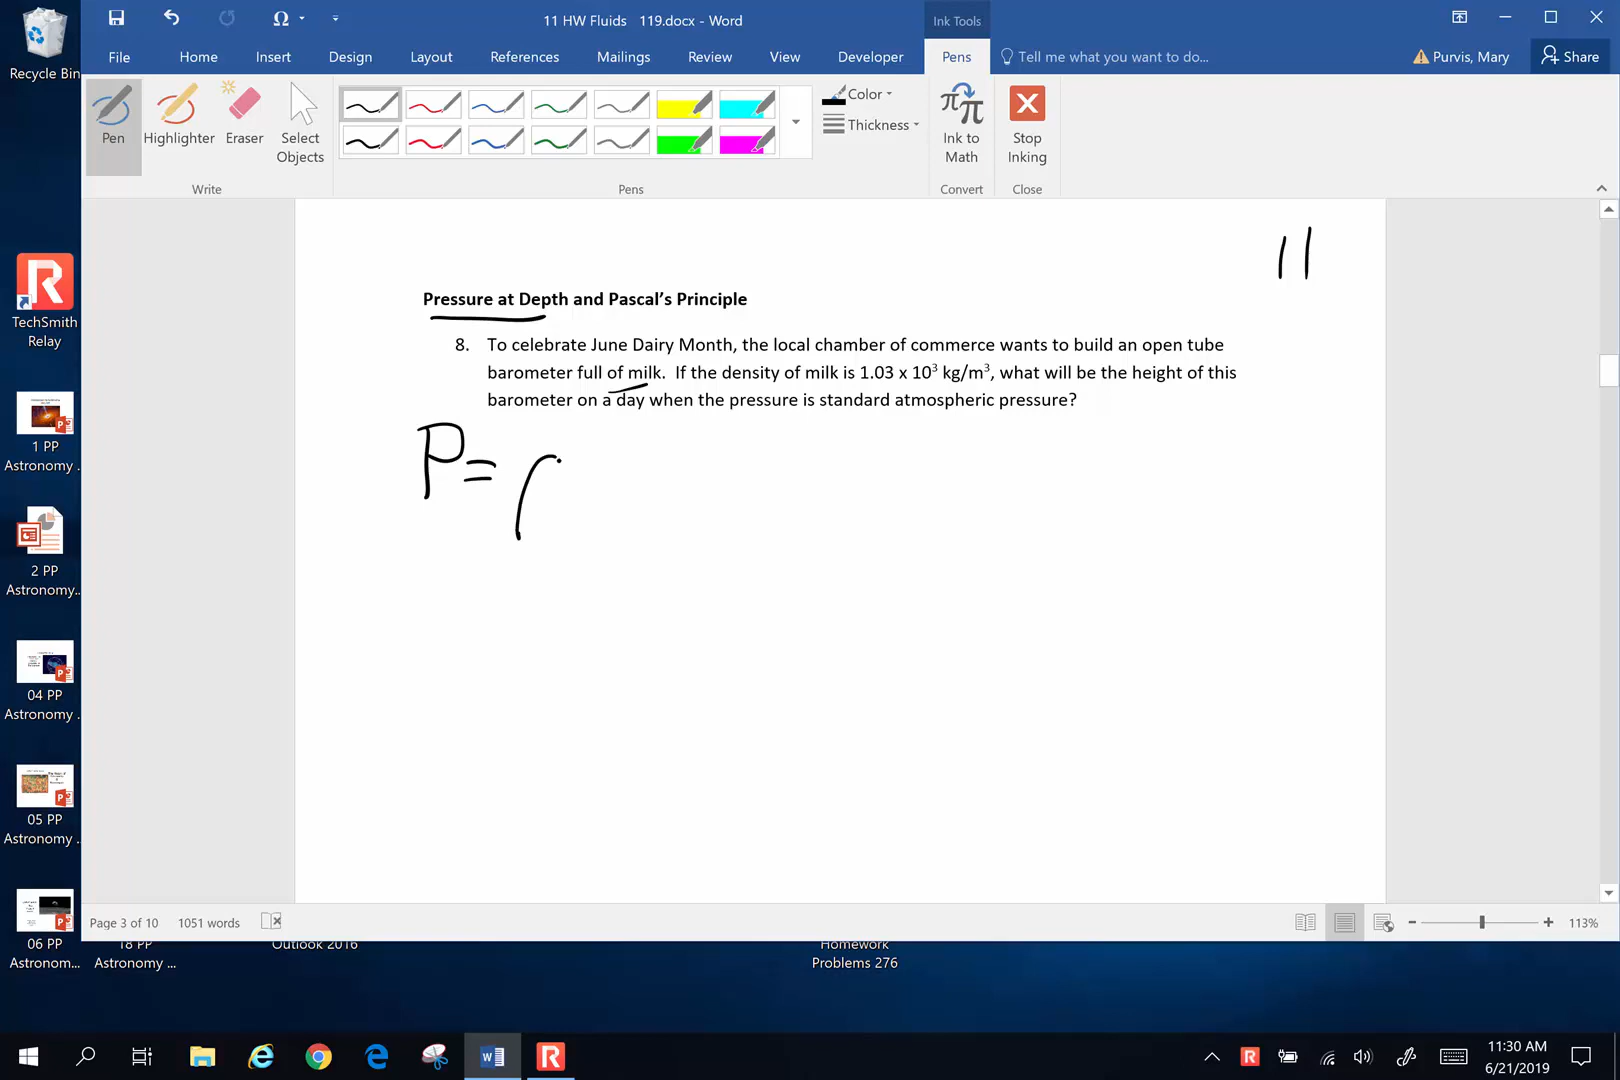 Recycle Bin
TechSmith Relay
1 PP Astronomy...
2 PP Astronomy,..
04 PP Astronomy .
05 PP Astronomy .
06 PP Astronom...
18 PP Astronomy ...
Outlook 2016
Homework Problems 276
11 HW Fluids 119.docx - Word
Ink Tools
File Home Insert Design Layout References Mailings Review View Developer Pens Tell me what you want to do... Purvis, Mary Share
Pen Highlighter Eraser Select Objects
Color
Thickness
Ink to Math
Stop Inking
Write Pens Convert Close
11
Pressure at Depth and Pascal's Principle
8. To celebrate June Dairy Month, the local chamber of commerce wants to build an open tube
barometer full of milk. If the density of milk is 1.03 x 10³ kg/m³, what will be the height of this
barometer on a day when the pressure is standard atmospheric pressure?
P=
Page 3 of 10 1051 words 113%
11:30 AM
6/21/2019